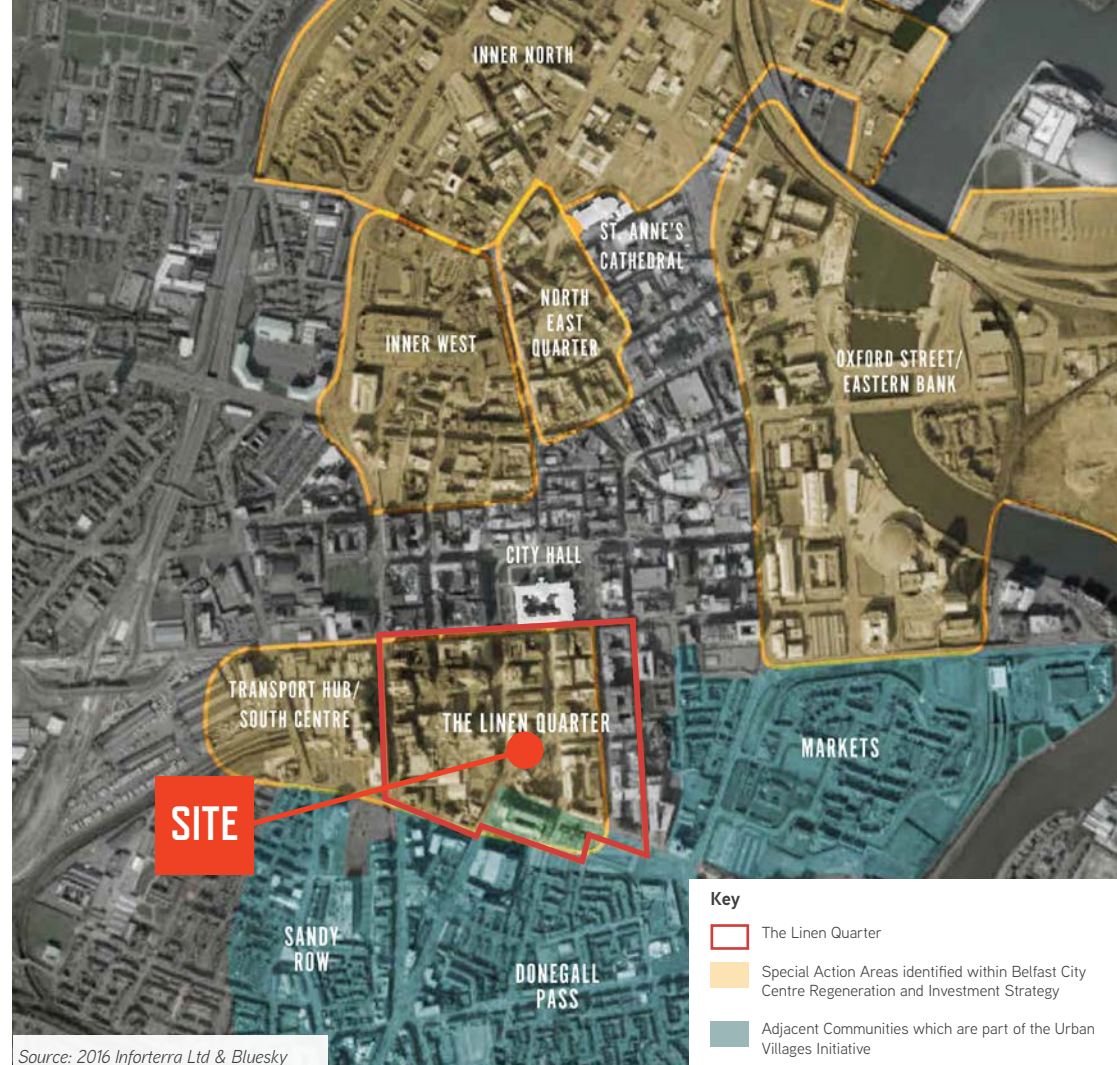 INNER NORTH
ST. ANNE'S
CATHEDRAL
NORTH
EAST
QUARTER
INNER WEST
OXFORD STREET/
EASTERN BANK
CITY HALL
TRANSPORT HUB/
SOUTH CENTRE
THE LINEN QUARTER
MARKETS
SITE
SANDY
ROW
DONEGALL
PASS
Key
The Linen Quarter
Special Action Areas identified within Belfast City
Centre Regeneration and Investment Strategy
Adjacent Communities which are part of the Urban
Villages Initiative
Source: 2016 Inforterra Ltd & Bluesky